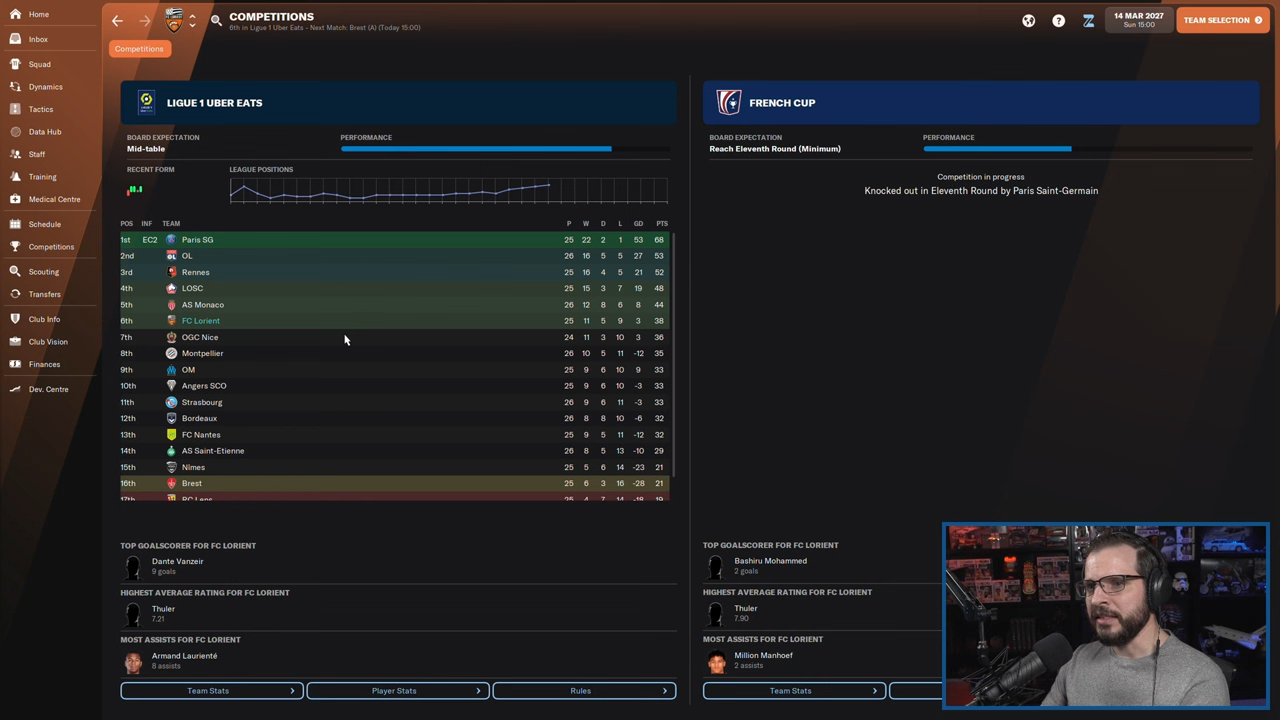 Home
Inbox
Squad
Dynamics
Tactics
Data Hub
Staff
Training
Medical Centre
Schedule
Competitions
Scouting
Transfers
Club Info
Club Vision
Finances
Dev. Centre
COMPETITIONS
6th in Ligue 1 Uber Eats - Next Match: Brest (A) (Today 15:00)
14 MAR 2027
Sun 15:00
TEAM SELECTION
Competitions
LIGUE 1 UBER EATS
BOARD EXPECTATION PERFORMANCE
Mid-table
RECENT FORM LEAGUE POSITIONS
POS INF TEAM P W D L GD PTS
1st EC2 Paris SG 25 22 2 1 53 68
2nd OL 26 16 5 5 27 53
3rd Rennes 25 16 4 5 21 52
4th LOSC 25 15 3 7 19 48
5th AS Monaco 26 12 8 6 8 44
6th FC Lorient 25 11 5 9 3 38
7th OGC Nice 24 11 3 10 3 36
8th Montpellier 26 10 5 11 -12 35
9th OM 25 9 6 10 9 33
10th Angers SCO 25 9 6 10 -3 33
11th Strasbourg 26 9 6 11 -3 33
12th Bordeaux 26 8 8 10 -6 32
13th FC Nantes 25 9 5 11 -12 32
14th AS Saint-Etienne 26 8 5 13 -10 29
15th Nîmes 25 5 6 14 -23 21
16th Brest 25 6 3 16 -28 21
17th RC Lens 25 4 7 14 -18 19
TOP GOALSCORER FOR FC LORIENT
Dante Vanzeir
9 goals
HIGHEST AVERAGE RATING FOR FC LORIENT
Thuler
7.21
MOST ASSISTS FOR FC LORIENT
Armand Laurienté
8 assists
Team Stats
Player Stats
Rules
FRENCH CUP
BOARD EXPECTATION PERFORMANCE
Reach Eleventh Round (Minimum)
Competition in progress
Knocked out in Eleventh Round by Paris Saint-Germain
TOP GOALSCORER FOR FC LORIENT
Bashiru Mohammed
2 goals
HIGHEST AVERAGE RATING FOR FC LORIENT
Thuler
7.90
MOST ASSISTS FOR FC LORIENT
Million Manhoef
2 assists
Team Stats